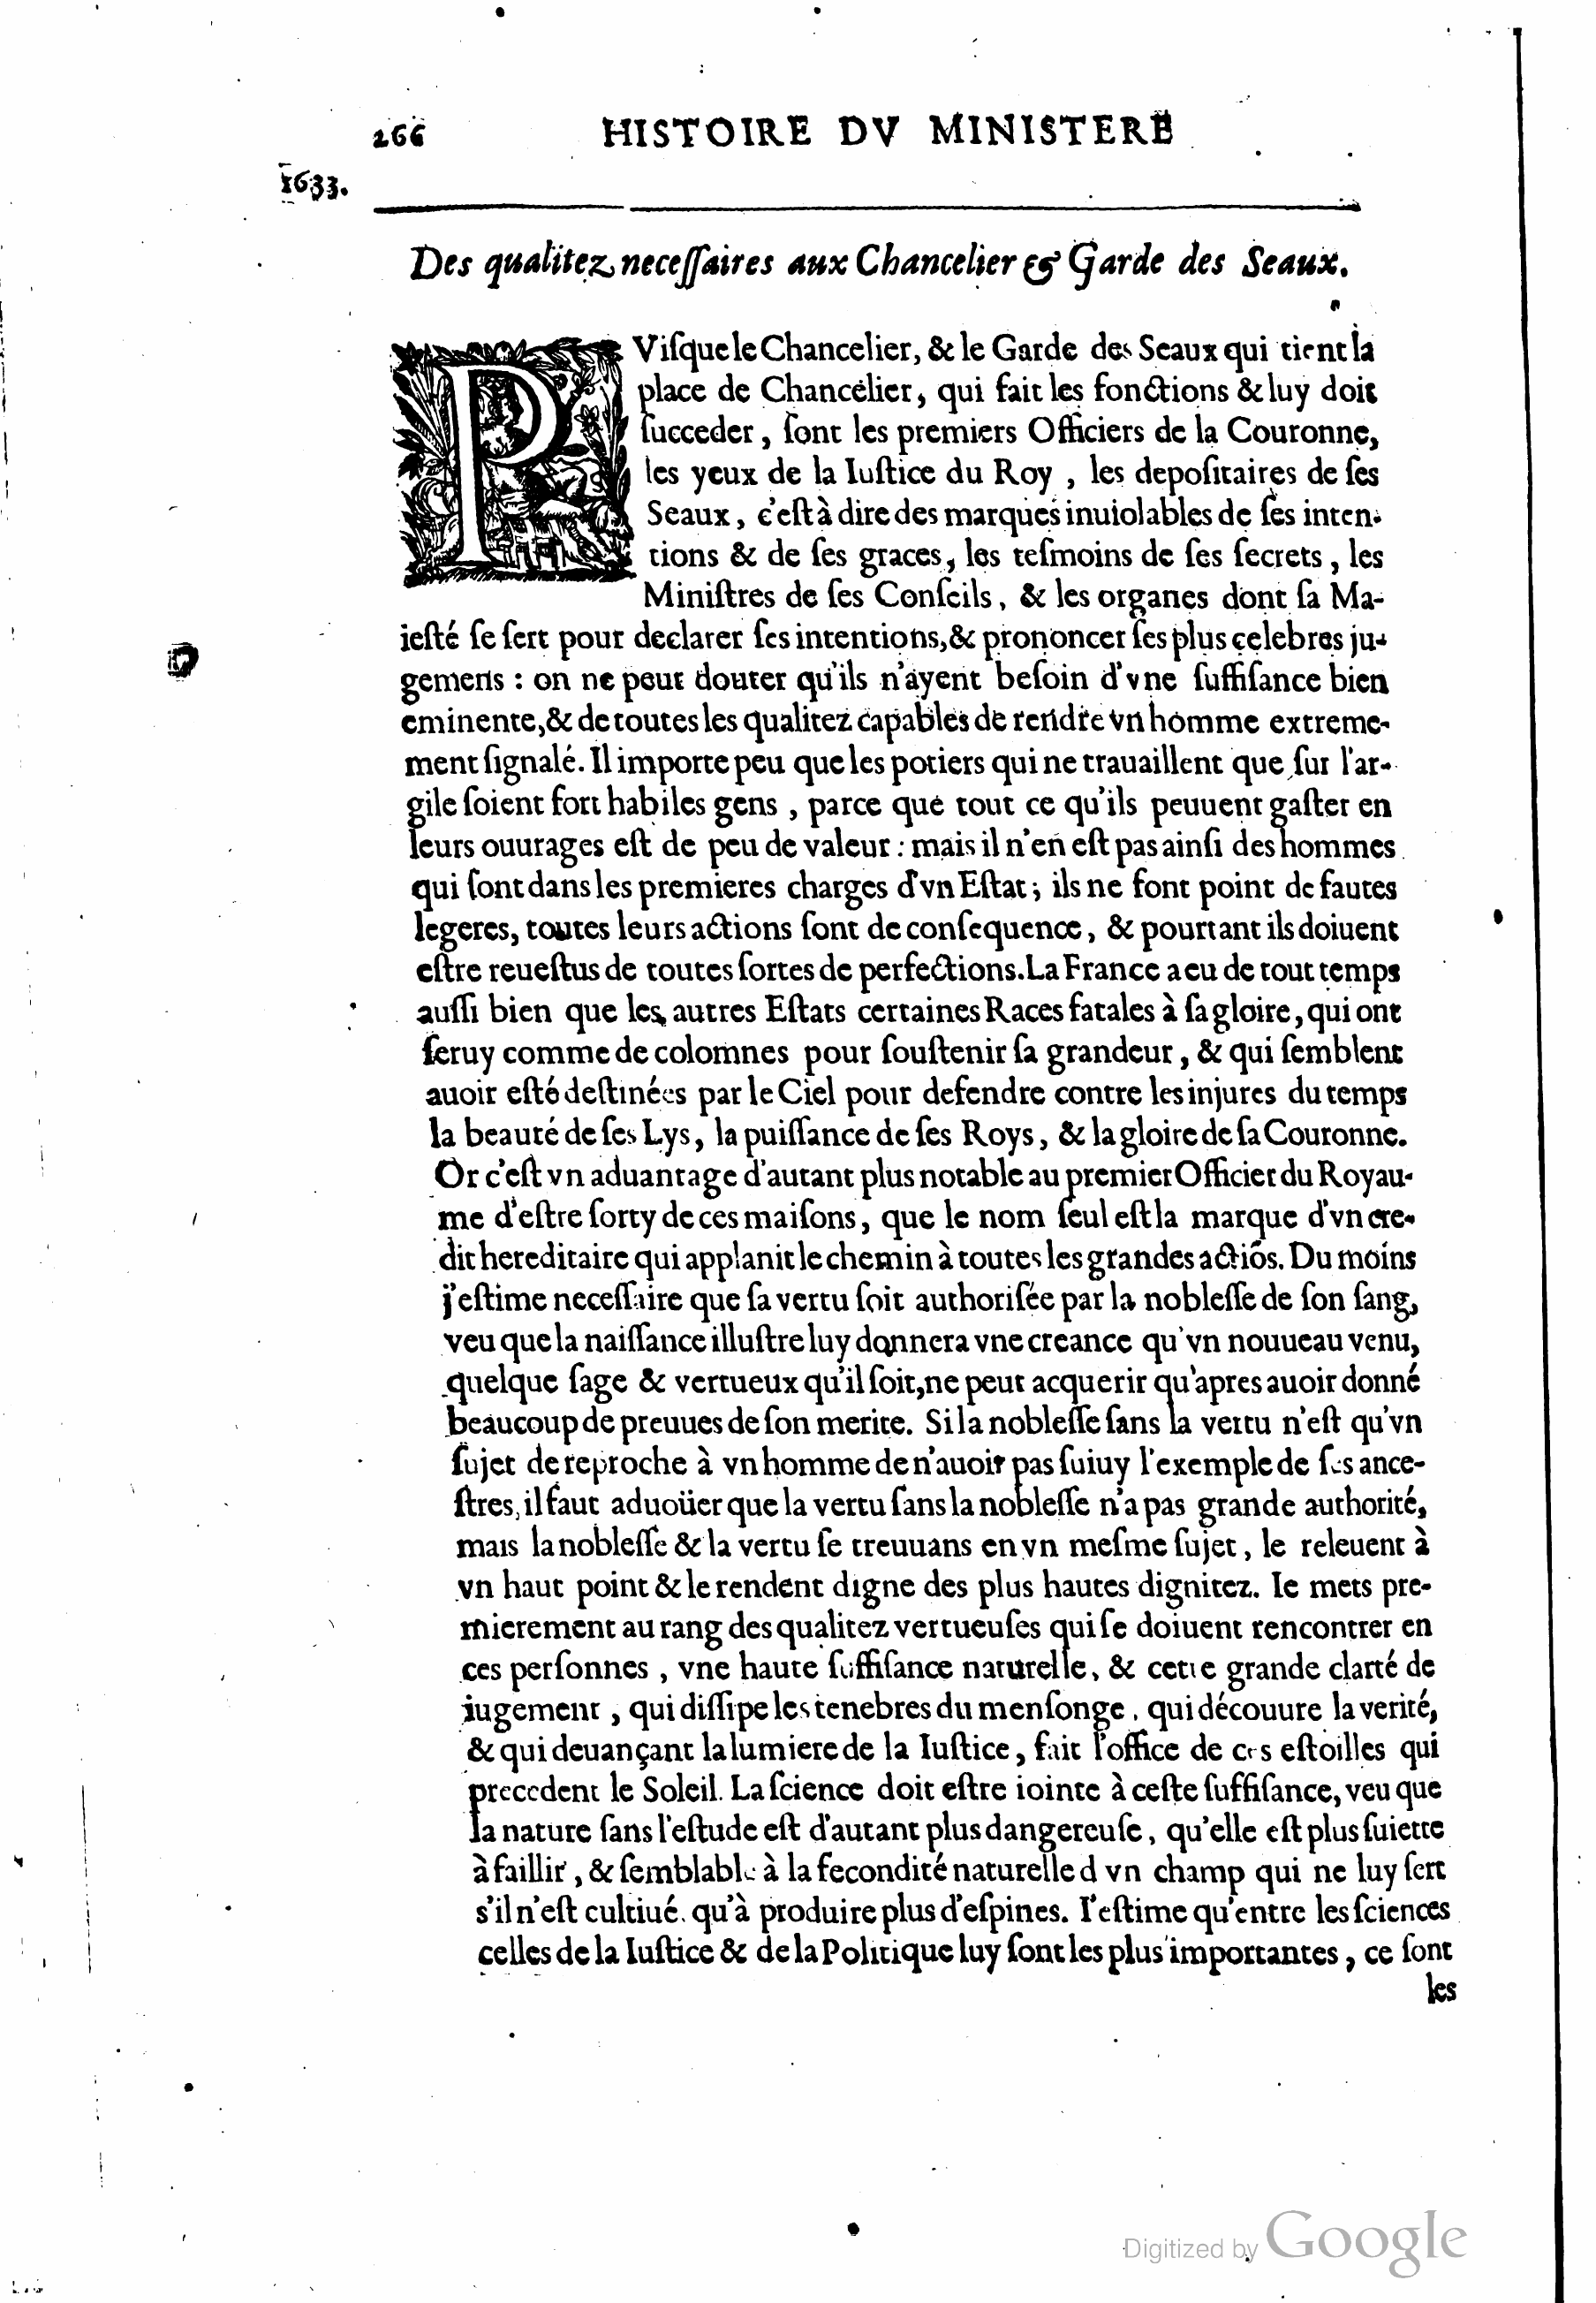 266 HISTOIRE DV MINISTERE
1633.
Des qualitez necessaires aux Chancelier & Garde des Seaux.
PViſque le Chancelier, & le Garde des Seaux qui tient la
place de Chancelier, qui fait les fonctions & luy doit
ſucceder, ſont les premiers Officiers de la Couronne,
les yeux de la Iuſtice du Roy, les depoſitaires de ſes
Seaux, c'eſt à dire des marques inuiolables de ſes inten-
tions & de ſes graces, les teſmoins de ſes ſecrets, les
Miniſtres de ſes Conſeils, & les organes dont ſa Ma-
ieſté ſe ſert pour declarer ſes intentions, & prononcer ſes plus celebres ju-
gemens : on ne peut douter qu'ils n'ayent beſoin d'vne ſuffiſance bien
eminente, & de toutes les qualitez capables de rendre vn homme extreme-
ment ſignalé. Il importe peu que les potiers qui ne trauaillent que ſur l'ar-
gile ſoient fort habiles gens, parce que tout ce qu'ils peuuent gaſter en
leurs ouurages eſt de peu de valeur : mais il n'en eſt pas ainſi des hommes
qui ſont dans les premieres charges d'vn Eſtat ; ils ne font point de fautes
legeres, toutes leurs actions ſont de conſequence, & pourtant ils doiuent
eſtre reueſtus de toutes ſortes de perfections. La France a eu de tout temps
auſſi bien que les autres Eſtats certaines Races fatales à ſa gloire, qui ont
ſeruy comme de colomnes pour ſouſtenir ſa grandeur, & qui ſemblent
auoir eſté deſtinées par le Ciel pour defendre contre les injures du temps
la beauté de ſes Lys, la puiſſance de ſes Roys, & la gloire de ſa Couronne.
Or c'eſt vn aduantage d'autant plus notable au premier Officier du Royau-
me d'eſtre ſorty de ces maiſons, que le nom ſeul eſt la marque d'vn cre-
dit hereditaire qui applanit le chemin à toutes les grandes actiõs. Du moins
j'eſtime neceſſaire que ſa vertu ſoit authoriſée par la nobleſſe de ſon ſang,
veu que la naiſſance illuſtre luy donnera vne creance qu'vn nouueau venu,
quelque ſage & vertueux qu'il ſoit, ne peut acquerir qu'apres auoir donné
beaucoup de preuues de ſon merite. Si la nobleſſe ſans la vertu n'eſt qu'vn
ſujet de reproche à vn homme de n'auoir pas ſuiuy l'exemple de ſes ance-
ſtres, il faut aduoüer que la vertu ſans la nobleſſe n'a pas grande authorité,
mais la nobleſſe & la vertu ſe treuuans en vn meſme ſujet, le releuent à
vn haut point & le rendent digne des plus hautes dignitez. Ie mets pre-
mierement au rang des qualitez vertueuſes qui ſe doiuent rencontrer en
ces perſonnes, vne haute ſuffiſance naturelle, & cette grande clarté de
iugement, qui diſſipe les tenebres du menſonge, qui découure la verité,
& qui deuançant la lumiere de la Iuſtice, fait l'office de ces eſtoilles qui
precedent le Soleil. La ſcience doit eſtre iointe à ceſte ſuffiſance, veu que
la nature ſans l'eſtude eſt d'autant plus dangereuſe, qu'elle eſt plus ſuiette
à faillir, & ſemblable à la fecondité naturelle d vn champ qui ne luy ſert
s'il n'eſt cultiué, qu'à produire plus d'eſpines. I'eſtime qu'entre les ſciences
celles de la Iuſtice & de la Politique luy ſont les plus importantes, ce ſont
les
Digitized by Google